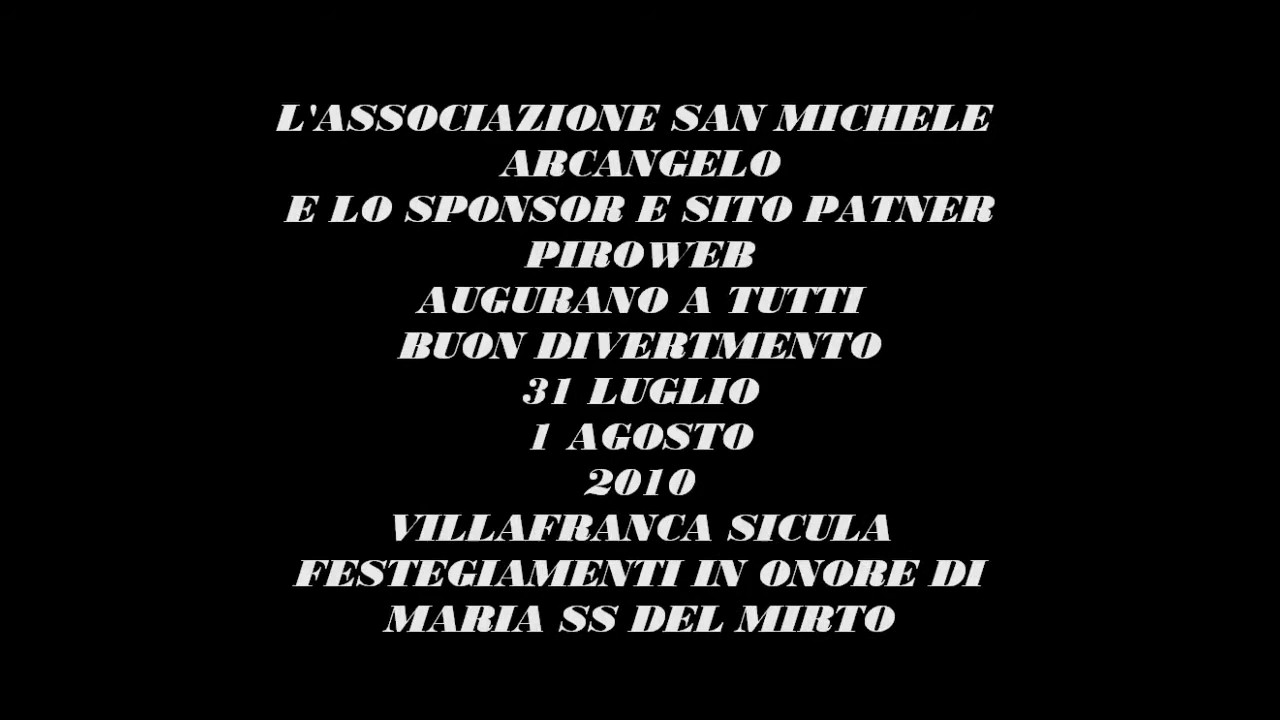 L'ASSOCIAZIONE SAN MICHELE
ARCANGELO
E LO SPONSOR E SITO PATNER
PIROWEB
AUGURANO A TUTTI
BUON DIVERTMENTO
31 LUGLIO
1 AGOSTO
2010
VILLAFRANCA SICULA
FESTEGIAMENTI IN ONORE DI
MARIA SS DEL MIRTO